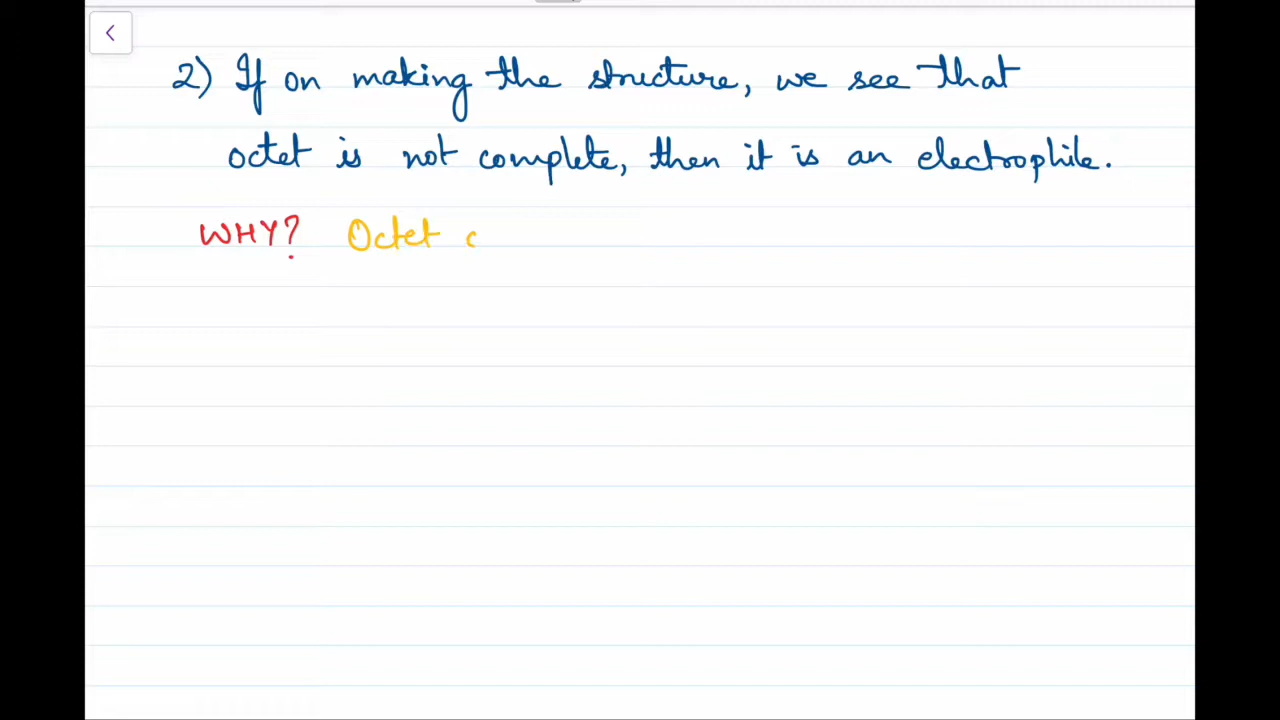 2) If on making the structure, we see that
octet is not complete, then it is an electrophile.
WHY? Octet c